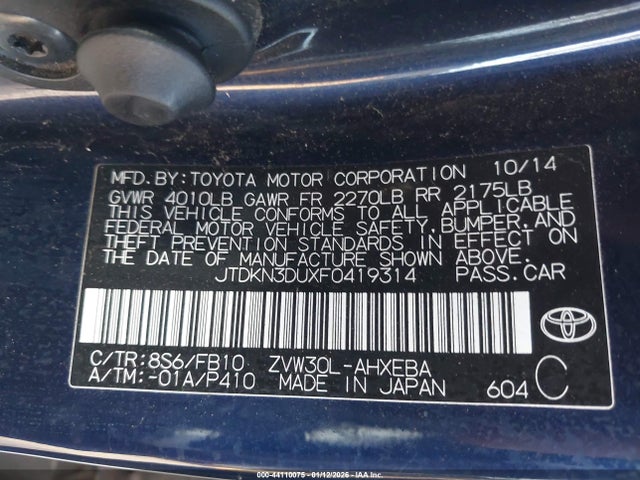 MFD. BY: TOYOTA MOTOR CORPORATION 10/14
GVWR 4010LB GAWR FR 2270LB RR 2175LB
THIS VEHICLE CONFORMS TO ALL APPLICABLE
FEDERAL MOTOR VEHICLE SAFETY,BUMPER,AND
THEFT PREVENTION STANDARDS IN EFFECT ON
THE DATE OF MANUFACTURE SHOWN ABOVE.
JTDKN3DUXF0419314 PASS.CAR
C/TR:8S6/FB10 ZVW30L-AHXEBA
A/TM:-01A/P410 MADE IN JAPAN 604 C
000-44110075 - 01/12/2026 - IAA Inc.